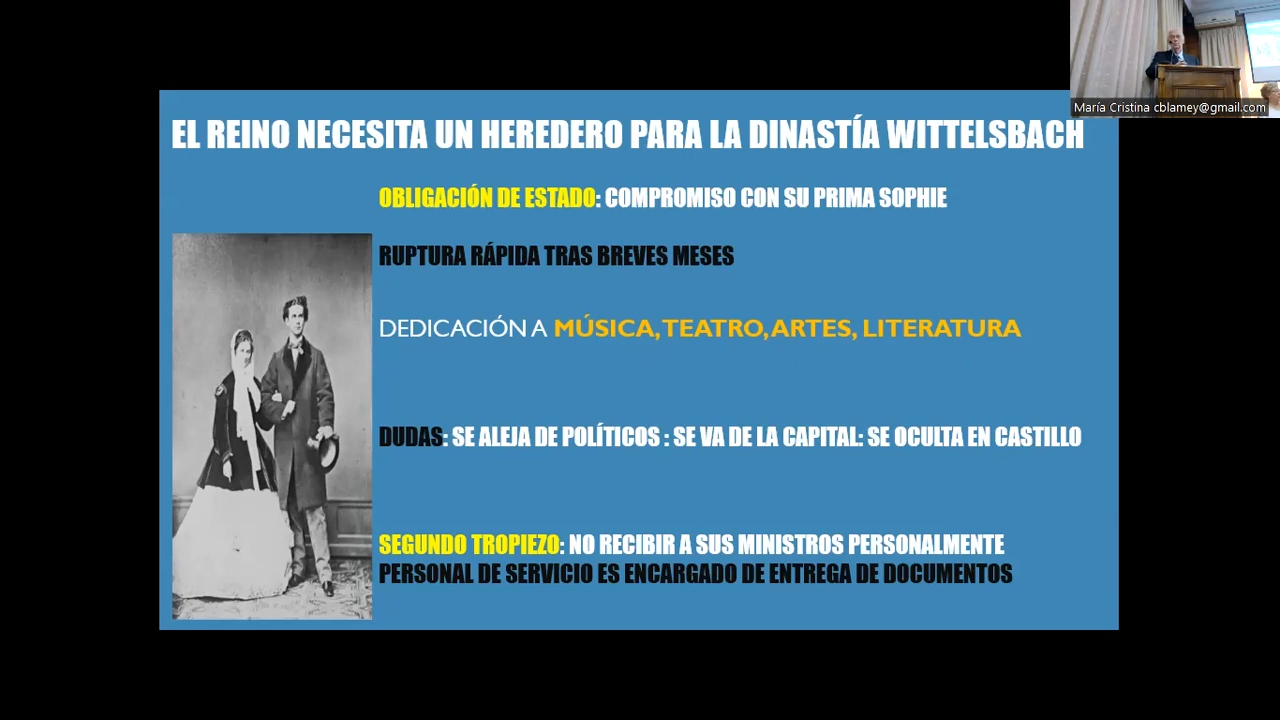 María Cristina cblamey@gmail.com
EL REINO NECESITA UN HEREDERO PARA LA DINASTÍA WITTELSBACH
OBLIGACIÓN DE ESTADO: COMPROMISO CON SU PRIMA SOPHIE
RUPTURA RÁPIDA TRAS BREVES MESES
DEDICACIÓN A MÚSICA, TEATRO, ARTES, LITERATURA
DUDAS: SE ALEJA DE POLÍTICOS : SE VA DE LA CAPITAL: SE OCULTA EN CASTILLO
SEGUNDO TROPIEZO: NO RECIBIR A SUS MINISTROS PERSONALMENTE
PERSONAL DE SERVICIO ES ENCARGADO DE ENTREGA DE DOCUMENTOS